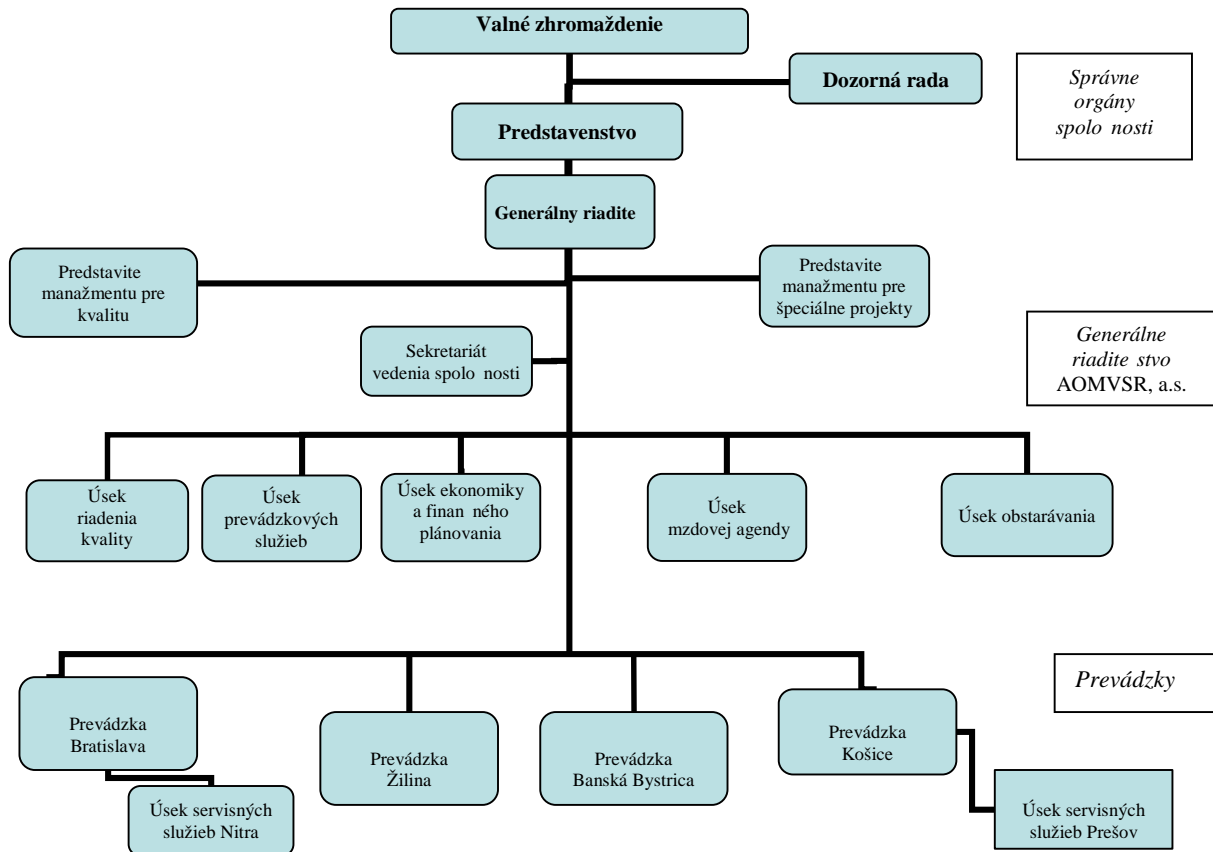 Valné zhromaždenie
Dozorná rada
Správne
orgány
spolo nosti
Predstavenstvo
Generálny riadite
Predstavite
manažmentu pre
kvalitu
Predstavite
manažmentu pre
špeciálne projekty
Sekretariát
vedenia spolo nosti
Generálne
riadite stvo
AOMVSR, a.s.
Úsek
riadenia
kvality
Úsek
prevádzkových
služieb
Úsek ekonomiky
a finan ného
plánovania
Úsek
mzdovej agendy
Úsek obstarávania
Prevádzky
Prevádzka
Bratislava
Prevádzka
Žilina
Prevádzka
Banská Bystrica
Prevádzka
Košice
Úsek servisných
služieb Nitra
Úsek servisných
služieb Prešov